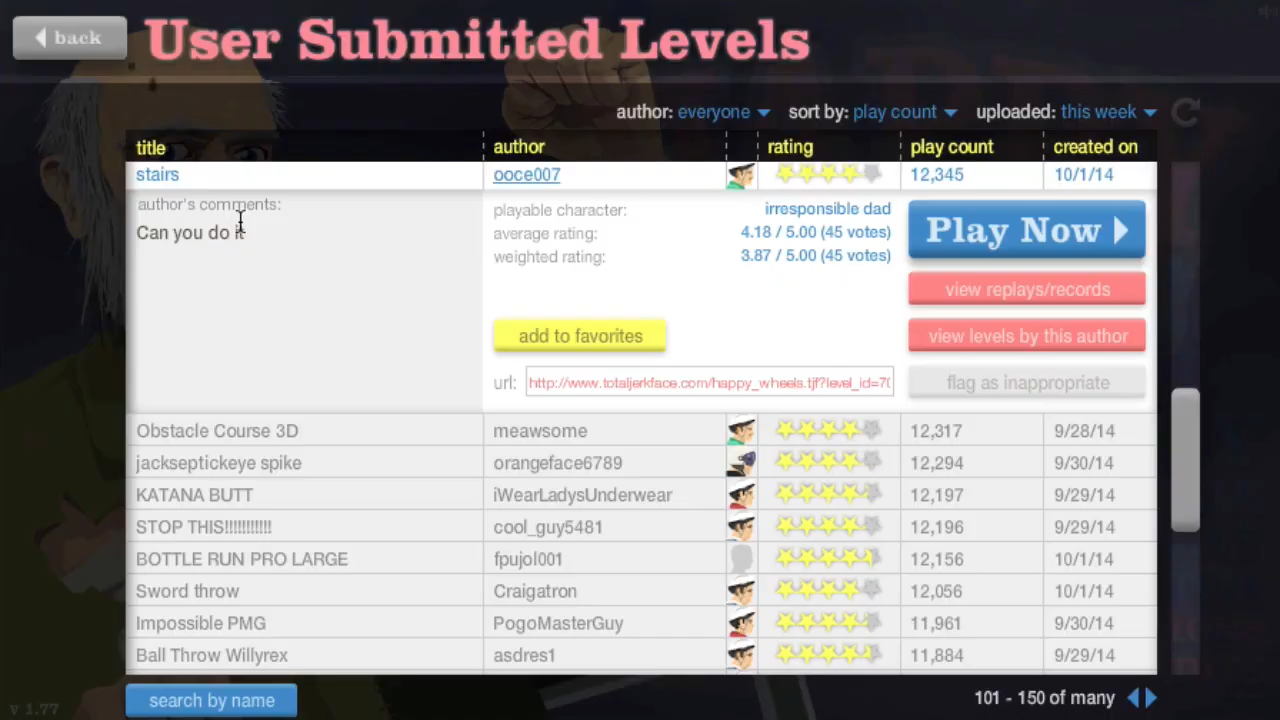 back
User Submitted Levels
author: everyone sort by: play count uploaded: this week
title author rating play count created on
stairs ooce007 12,345 10/1/14
author's comments:
Can you do it
playable character: irresponsible dad
average rating: 4.18 / 5.00 (45 votes)
weighted rating: 3.87 / 5.00 (45 votes)
Play Now
view replays/records
add to favorites
view levels by this author
url: http://www.totaljerkface.com/happy_wheels.tjf?level_id=7
flag as inappropriate
Obstacle Course 3D meawsome 12,317 9/28/14
jacksepticeye spike orangeface6789 12,294 9/30/14
KATANA BUTT iWearLadysUnderwear 12,197 9/29/14
STOP THIS!!!!!!!!!!! cool_guy5481 12,196 9/29/14
BOTTLE RUN PRO LARGE fpujol001 12,156 10/1/14
Sword throw Craigatron 12,056 10/1/14
Impossible PMG PogoMasterGuy 11,961 9/30/14
Ball Throw Willyrex asdres1 11,884 9/29/14
search by name
101 - 150 of many
v 1.77